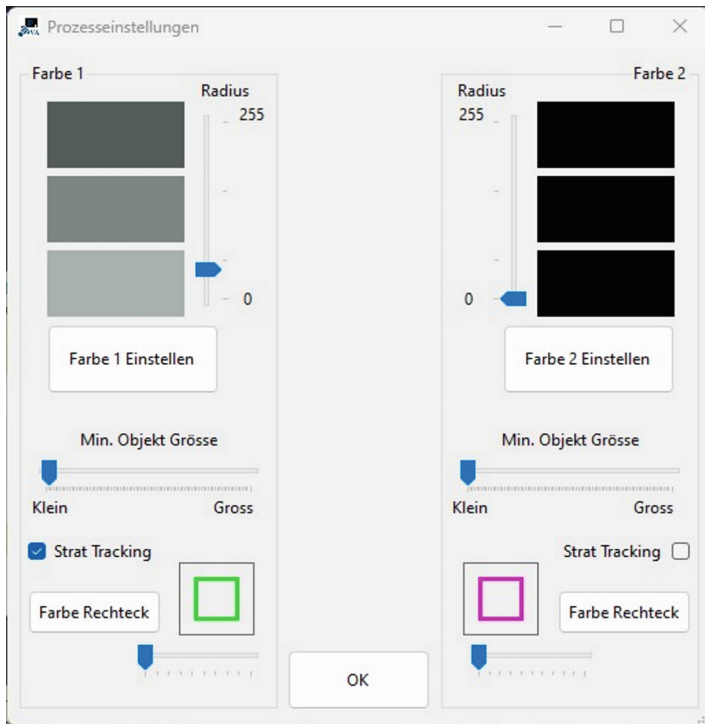 Prozesseinstellungen
Farbe 1
Radius
255
0
Farbe 1 Einstellen
Min. Objekt Grösse
Klein Gross
Strat Tracking
Farbe Rechteck
OK
Farbe 2
Radius
255
0
Farbe 2 Einstellen
Min. Objekt Grösse
Klein Gross
Strat Tracking
Farbe Rechteck